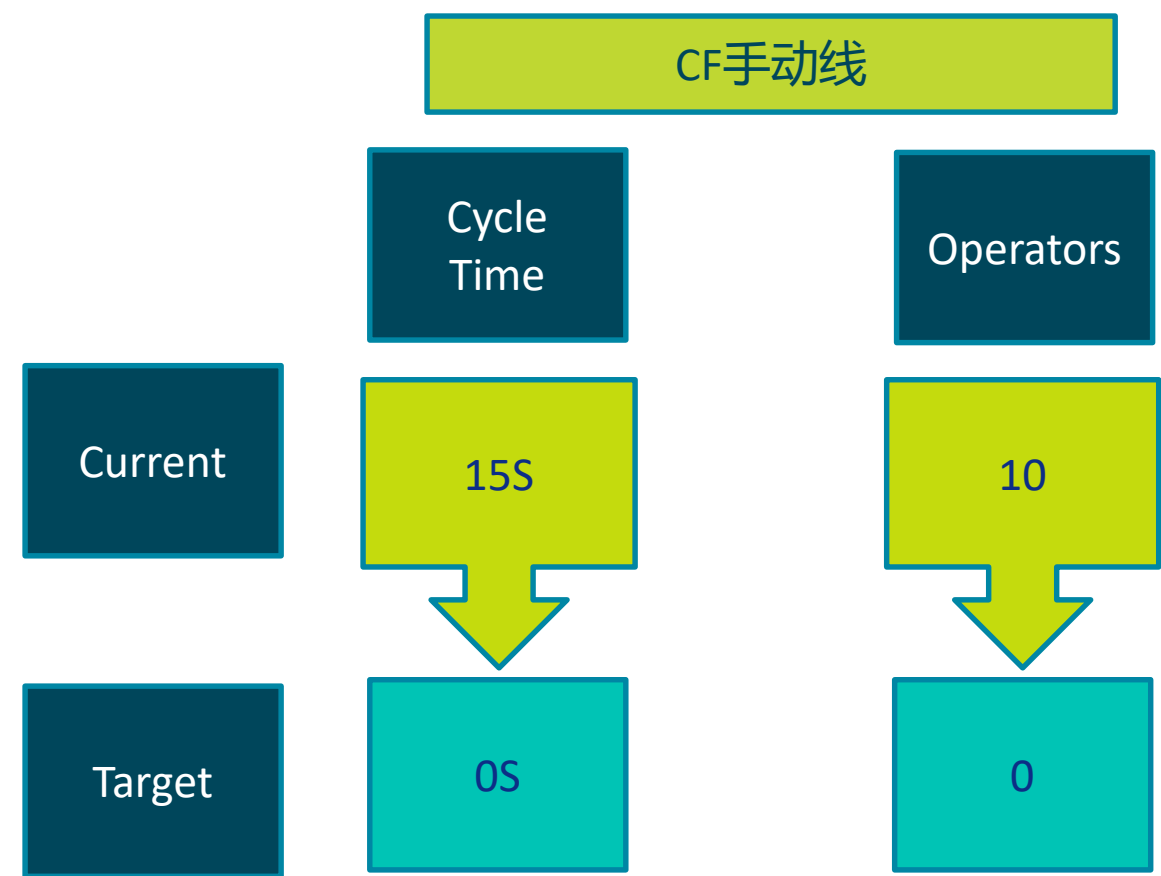 CF手动线
Cycle
Time
Operators
Current
15S
10
Target
0S
0